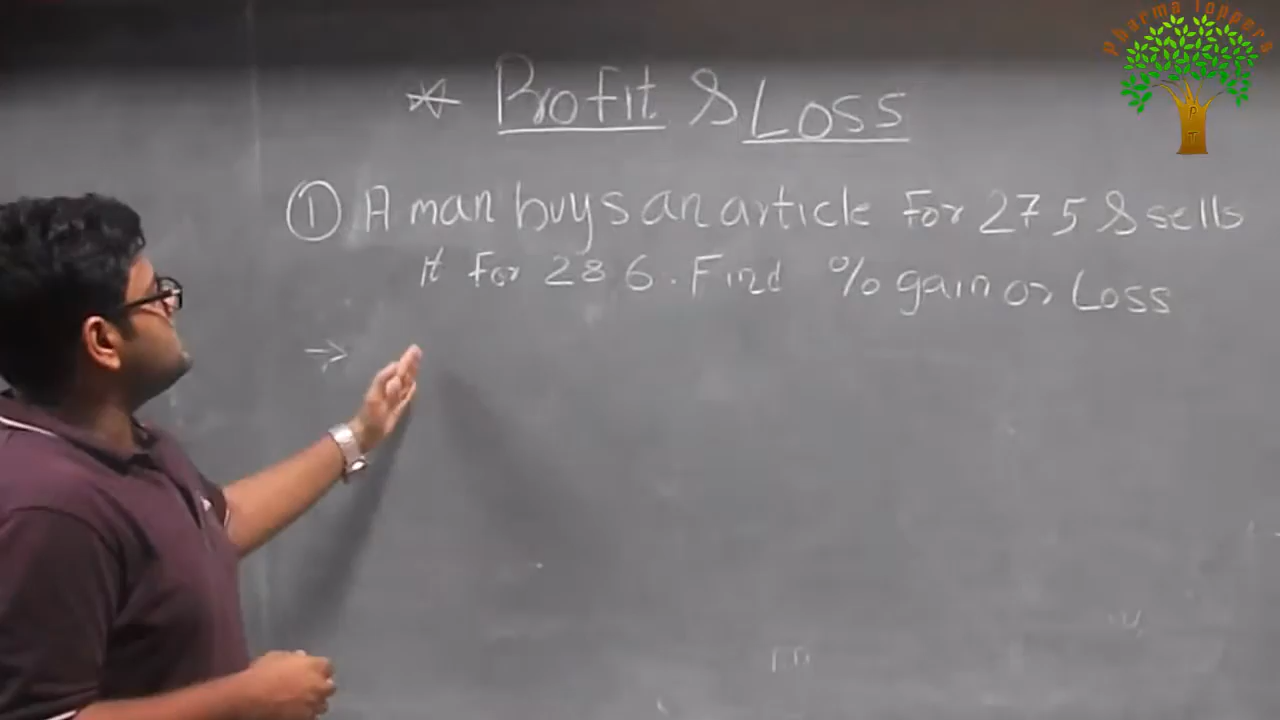 Pharma Toppers
PT
* Profit & Loss
① A man buys an article for 275 & sells
it for 286. Find % gain or Loss
→